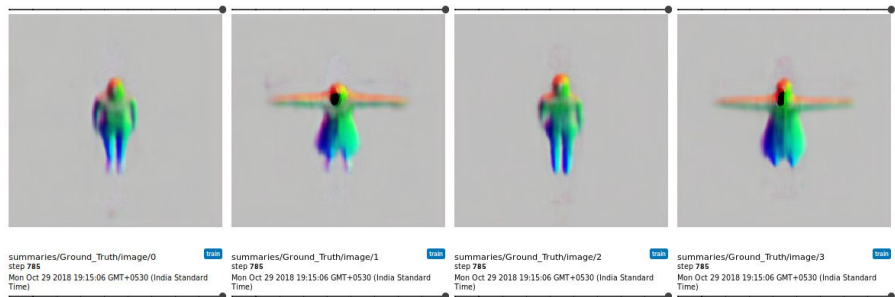 summaries/Ground_Truth/image/0
train
step 785
Mon Oct 29 2018 19:15:06 GMT+0530 (India Standard
Time)
summaries/Ground_Truth/image/1
train
step 785
Mon Oct 29 2018 19:15:06 GMT+0530 (India Standard
Time)
summaries/Ground_Truth/image/2
train
step 785
Mon Oct 29 2018 19:15:06 GMT+0530 (India Standard
Time)
summaries/Ground_Truth/image/3
train
step 785
Mon Oct 29 2018 19:15:06 GMT+0530 (India Standard
Time)